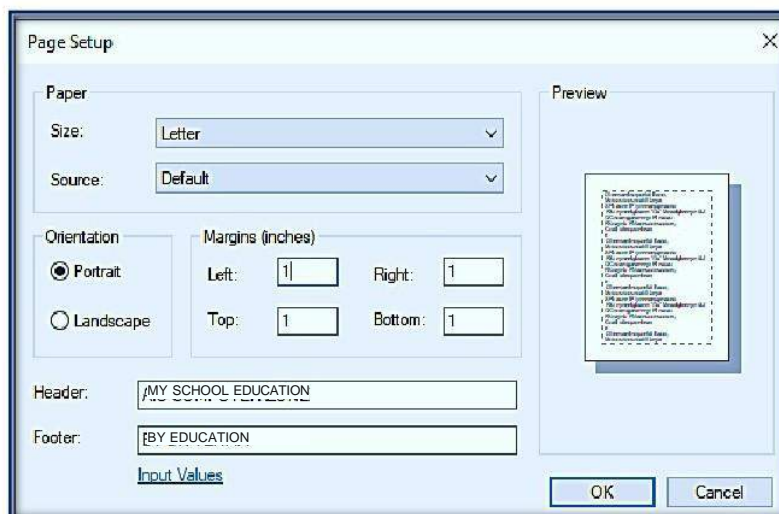 Page Setup
Paper
Size: Letter
Source: Default
Orientation
Portrait
Landscape
Margins (inches)
Left: 1 Right: 1
Top: 1 Bottom: 1
Header: MY SCHOOL EDUCATION
Footer: BY EDUCATION
Input Values
Preview
OK Cancel